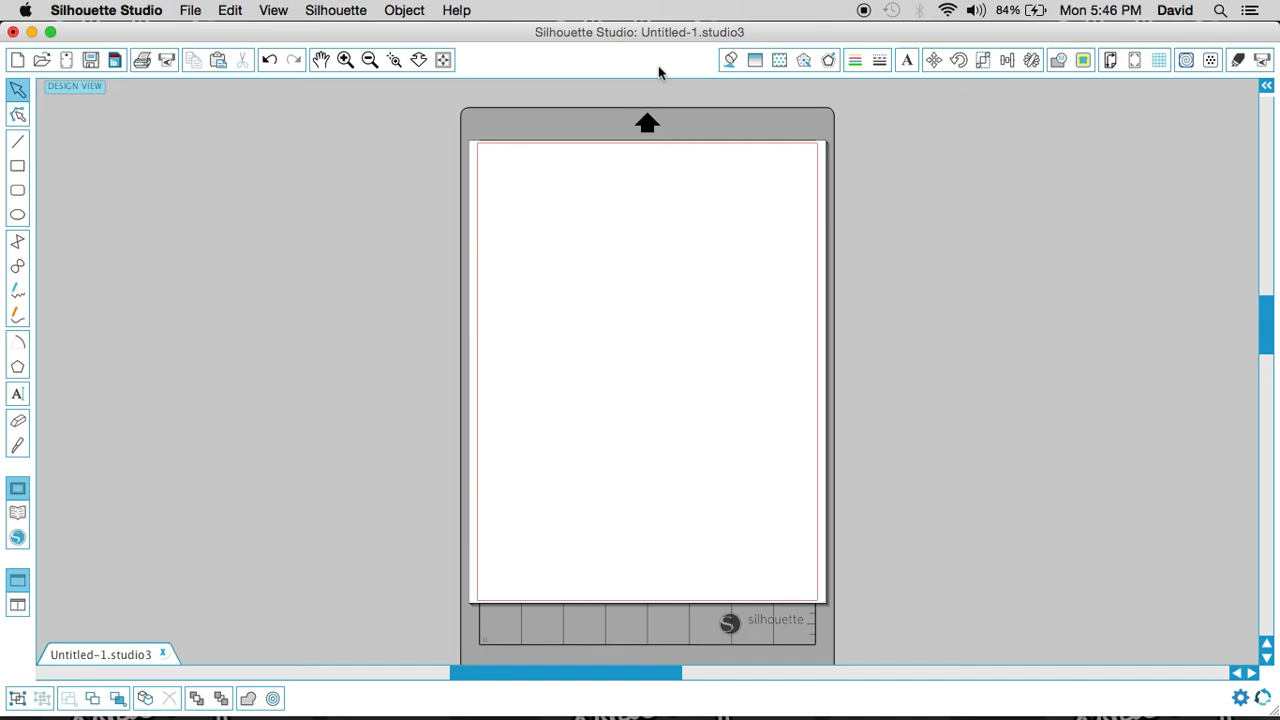 Silhouette Studio File Edit View Silhouette Object Help 84% Mon 5:46 PM David
Silhouette Studio: Untitled-1.studio3
DESIGN VIEW
silhouette
Untitled-1.studio3 x